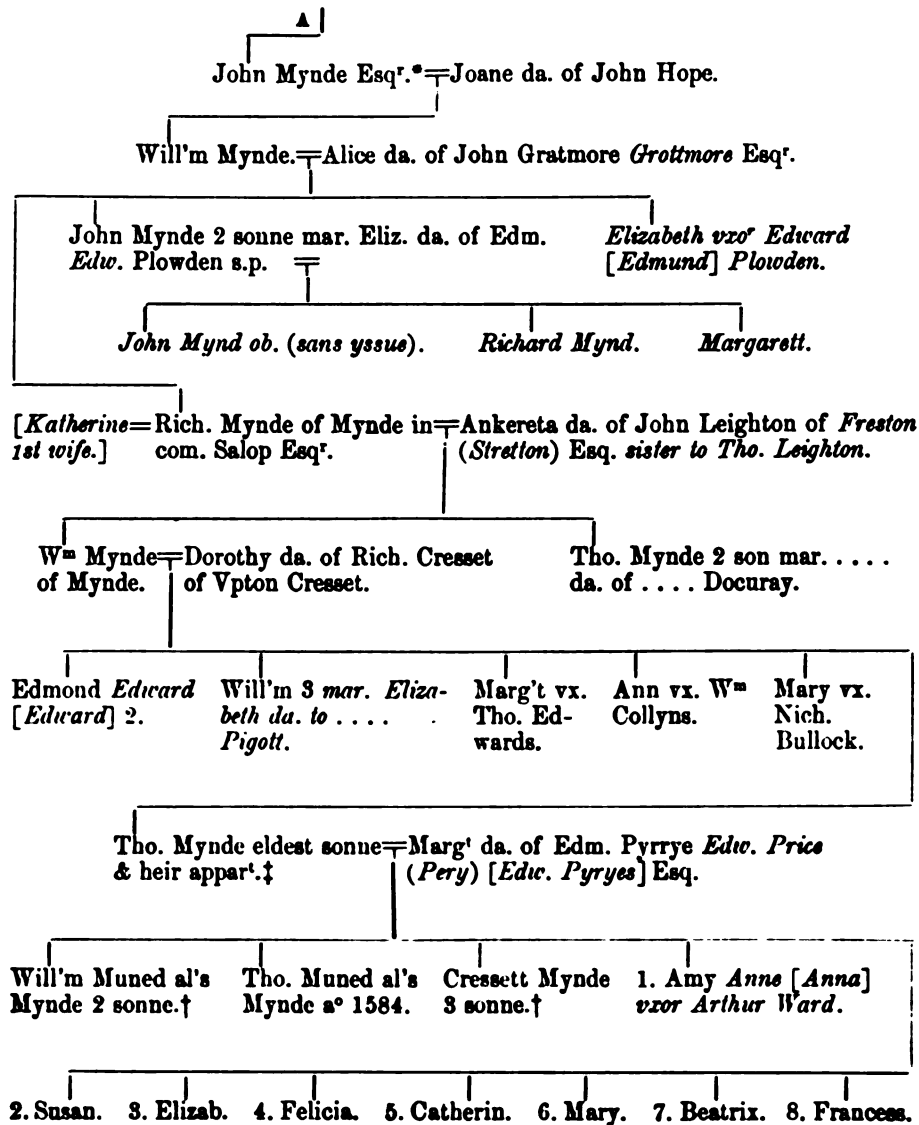 A
John Mynde Esqʳ.*=Joane da. of John Hope.
Will'm Mynde.=Alice da. of John Gratmore Grottmore Esqʳ.
John Mynde 2 sonne mar. Eliz. da. of Edm.
Edw. Plowden s.p.
Elizabeth vxoʳ Edward
[Edmund] Plowden.
John Mynd ob. (sans yssue).
Richard Mynd.
Margarett.
[Katherine=
1st wife.]
Rich. Mynde of Mynde in=
com. Salop Esqʳ.
Ankereta da. of John Leighton of Freston
(Stretton) Esq. sister to Tho. Leighton.
Wᵐ Mynde=
of Mynde.
Dorothy da. of Rich. Cresset
of Vpton Cresset.
Tho. Mynde 2 son mar. . . . .
da. of . . . . Docuray.
Edmond Edward
[Edward] 2.
Will'm 3 mar. Eliza-
beth da. to . . . . .
Pigott.
Marg't vx.
Tho. Ed-
wards.
Ann vx. Wᵐ
Collyns.
Mary vx.
Nich.
Bullock.
Tho. Mynde eldest sonne=
& heir apparᵗ.‡
Margᵗ da. of Edm. Pyrrye Edw. Price
(Pery) [Edw. Pyryes] Esq.
Will'm Muned al's
Mynde 2 sonne.†
Tho. Muned al's
Mynde aᵒ 1584.
Cressett Mynde
3 sonne.†
1. Amy Anne [Anna]
vxor Arthur Ward.
2. Susan. 3. Elizab. 4. Felicia. 5. Catherin. 6. Mary. 7. Beatrix. 8. Francess.